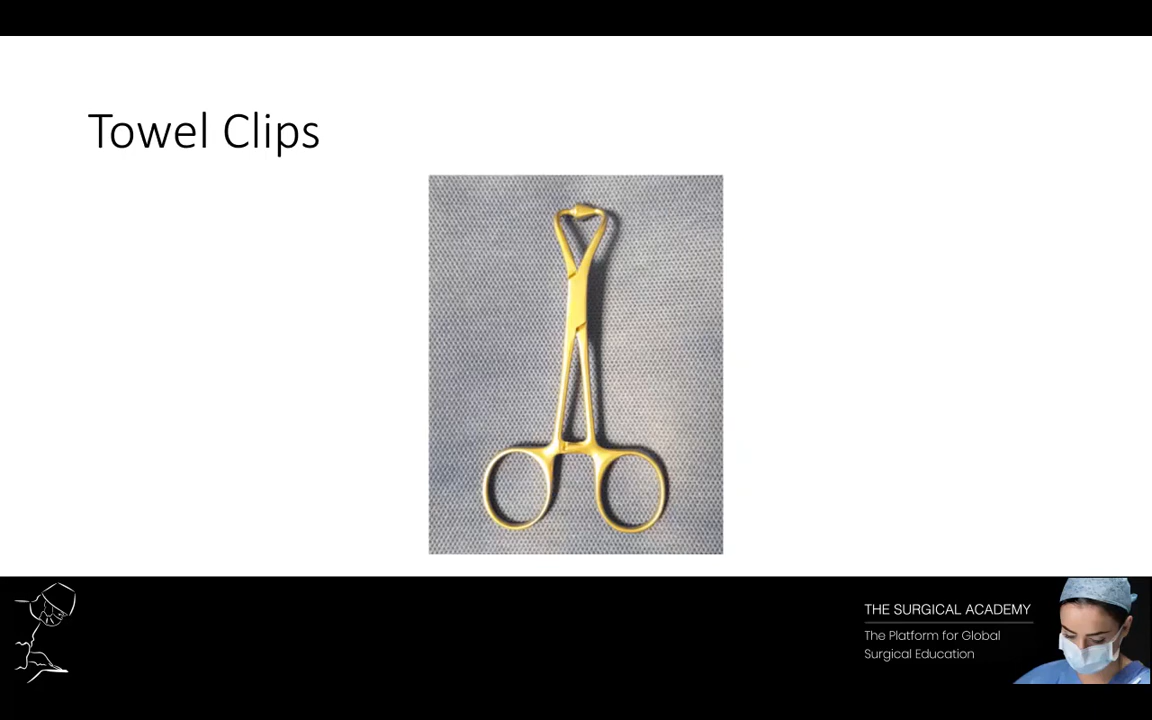 Towel Clips
THE SURGICAL ACADEMY
The Platform for Global
Surgical Education